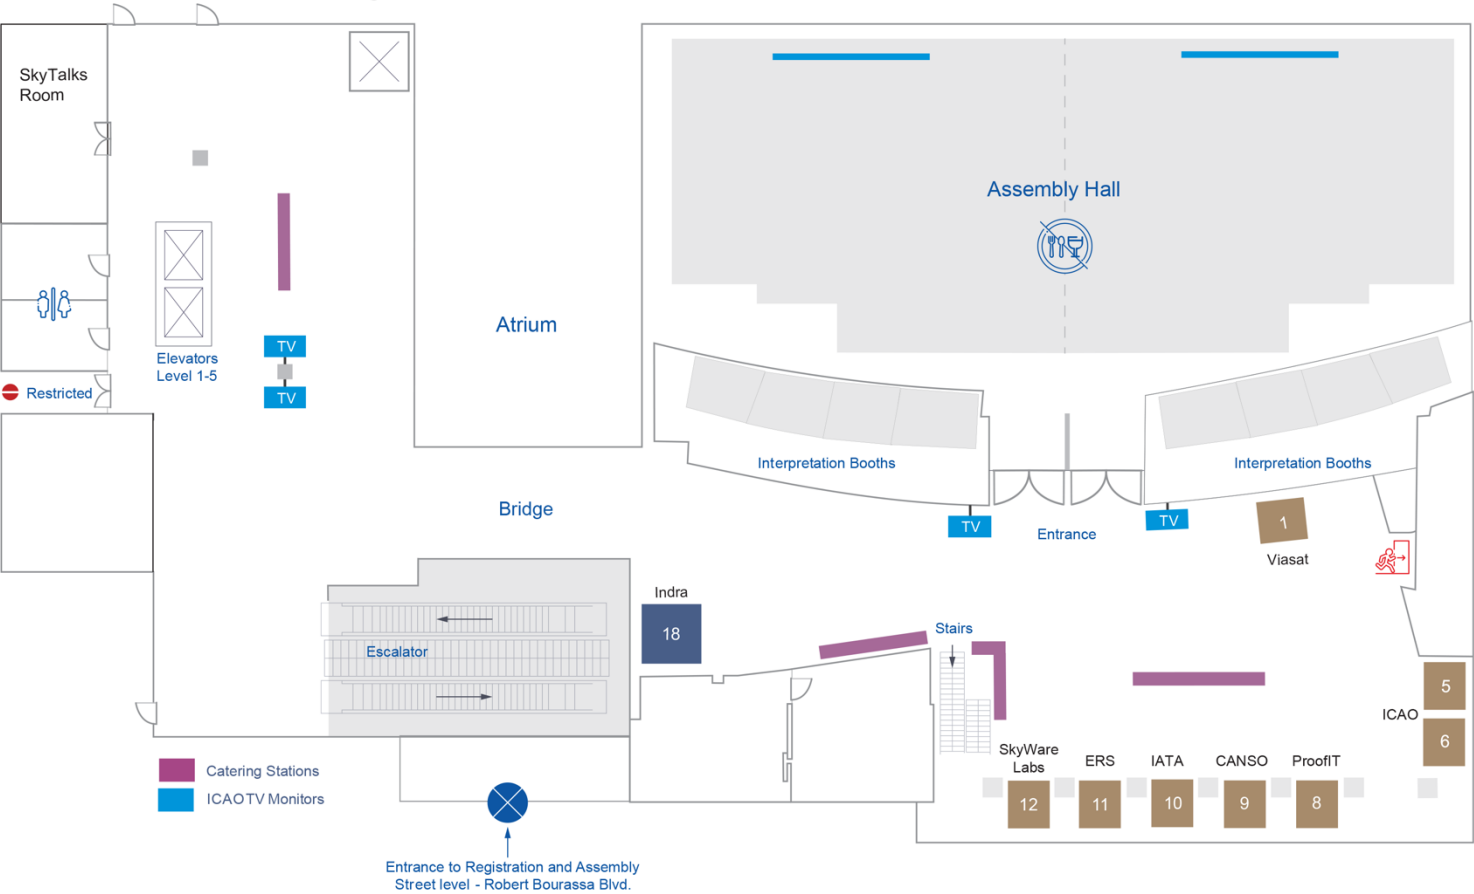 SkyTalks
Room
Assembly Hall
Atrium
TV
TV
Elevators
Level 1-5
Restricted
Interpretation Booths
Interpretation Booths
Bridge
TV
TV
Entrance
1
Viasat
Indra
18
Escalator
Stairs
5
ICAO
6
SkyWare
Labs
ERS
IATA
CANSO
ProofIT
12
11
10
9
8
Catering Stations
ICAO TV Monitors
Entrance to Registration and Assembly
Street level - Robert Bourassa Blvd.